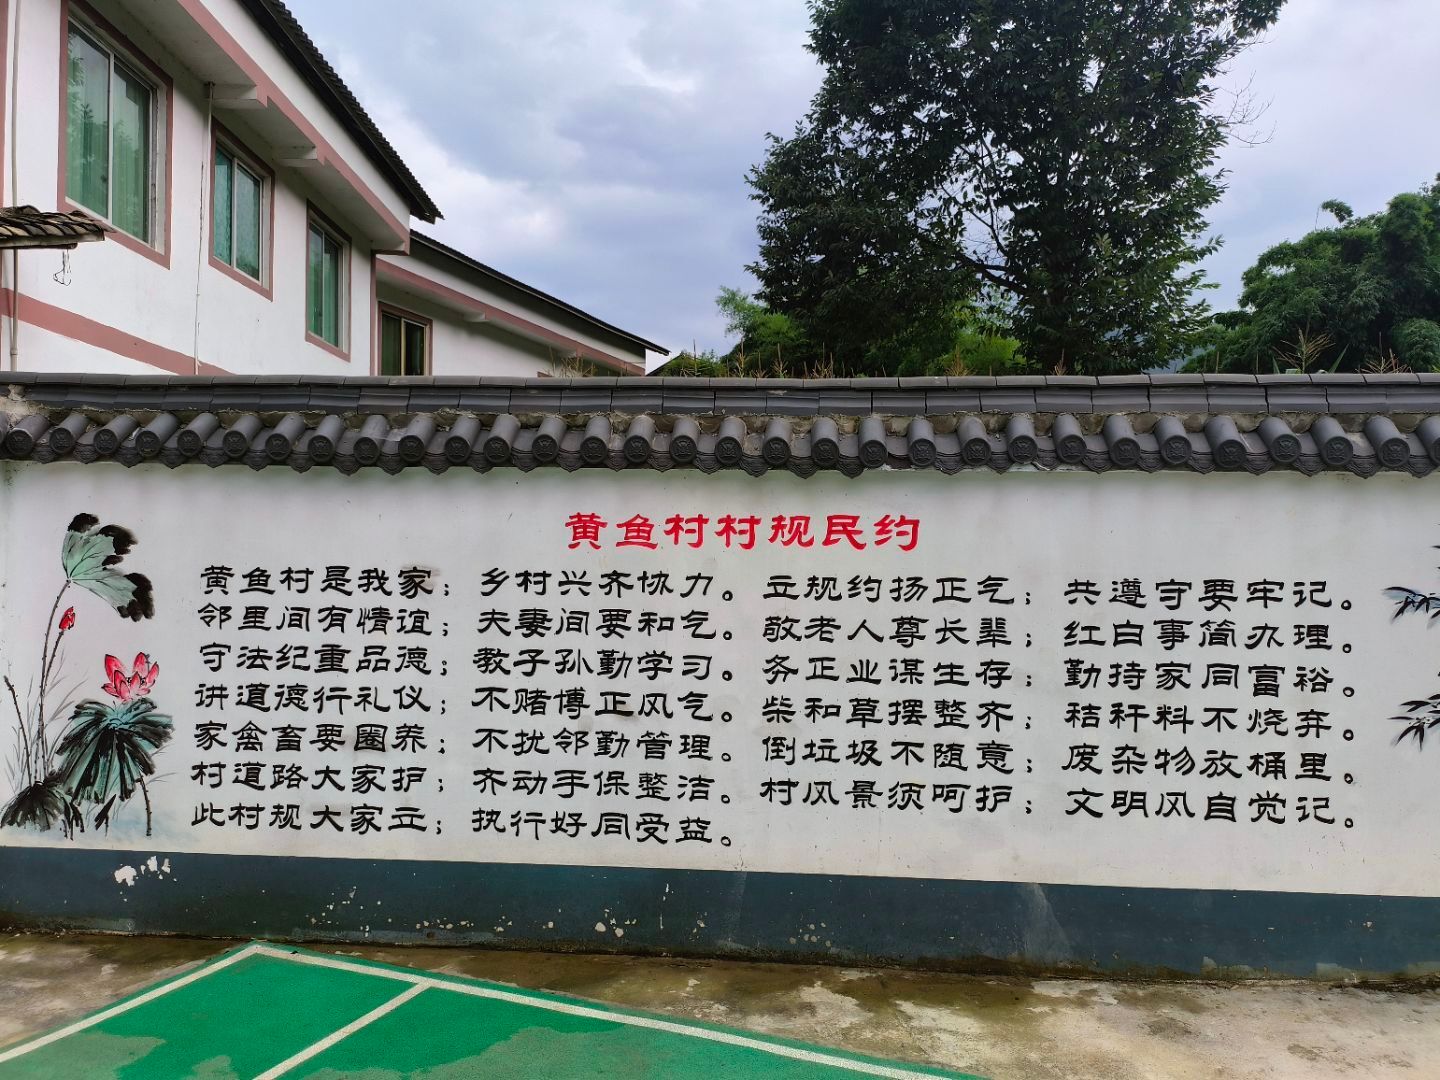 黄鱼村村规民约
黄鱼村是我家；乡村兴齐协力。立规约扬正气；共遵守要牢记。
邻里间有情谊；夫妻间要和气。敬老人尊长辈；红白事简办理。
守法纪重品德；教子孙勤学习。务正业谋生存；勤持家同富裕。
讲道德行礼仪；不赌博正风气。柴和草摆整齐；秸秆料不烧弃。
家禽畜要圈养；不扰邻勤管理。倒垃圾不随意；废杂物放桶里。
村道路大家护；齐动手保整洁。村风景须呵护；文明风自觉记。
此村规大家立；执行好同受益。